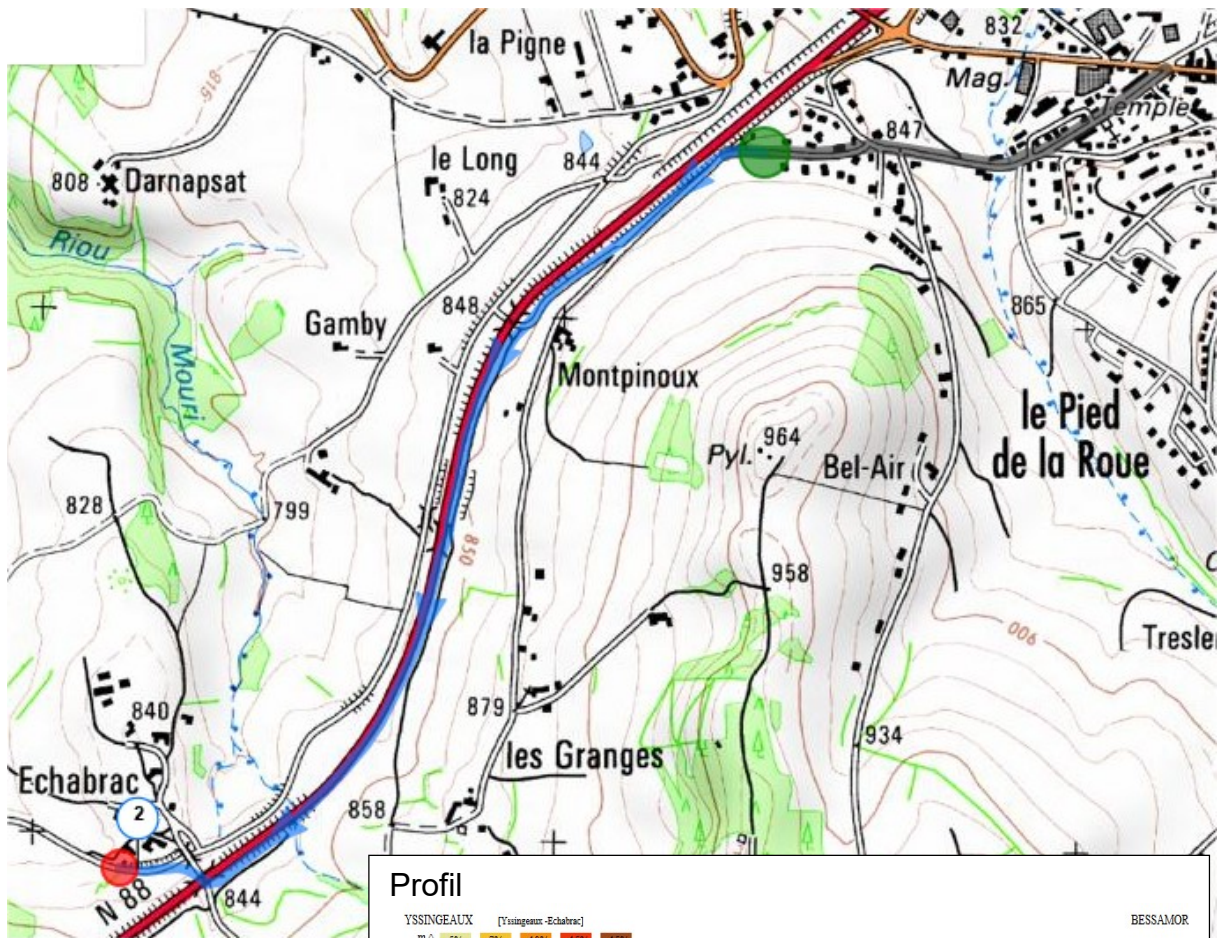 la Pigne
832
Mag.
Temple
815
847
le Long
844
824
808
Darnapsat
Riou
848
865
Gamby
Mouri
Montpinoux
le Pied
de la Roue
964
Pyl.
Bel-Air
828
799
850
958
900
Tresle
840
879
934
les Granges
Echabrac
2
858
N 88
844
Profil
YSSINGEAUX [Yssingeaux -Echabrac] BESSAMOR